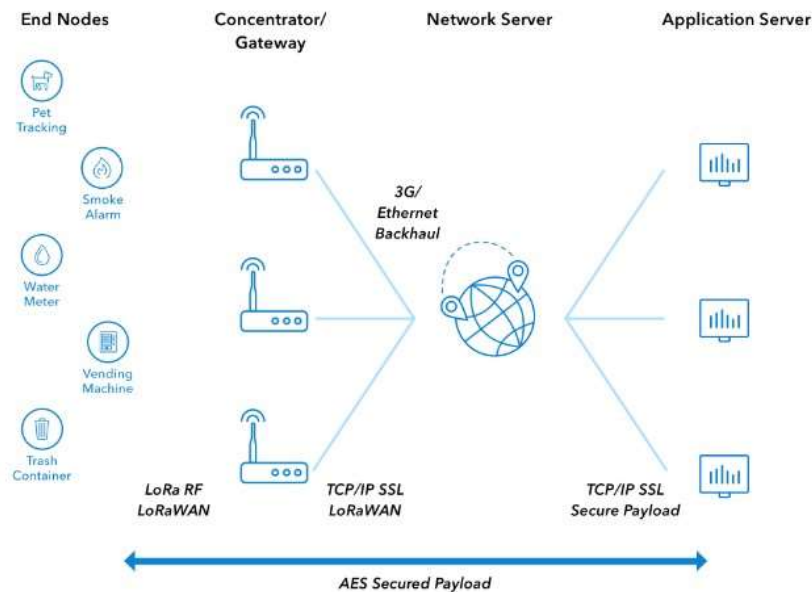 End Nodes
Concentrator/
Gateway
Network Server
Application Server
Pet
Tracking
Smoke
Alarm
3G/
Ethernet
Backhaul
Water
Meter
Vending
Machine
Trash
Container
LoRa RF
LoRaWAN
TCP/IP SSL
LoRaWAN
TCP/IP SSL
Secure Payload
AES Secured Payload